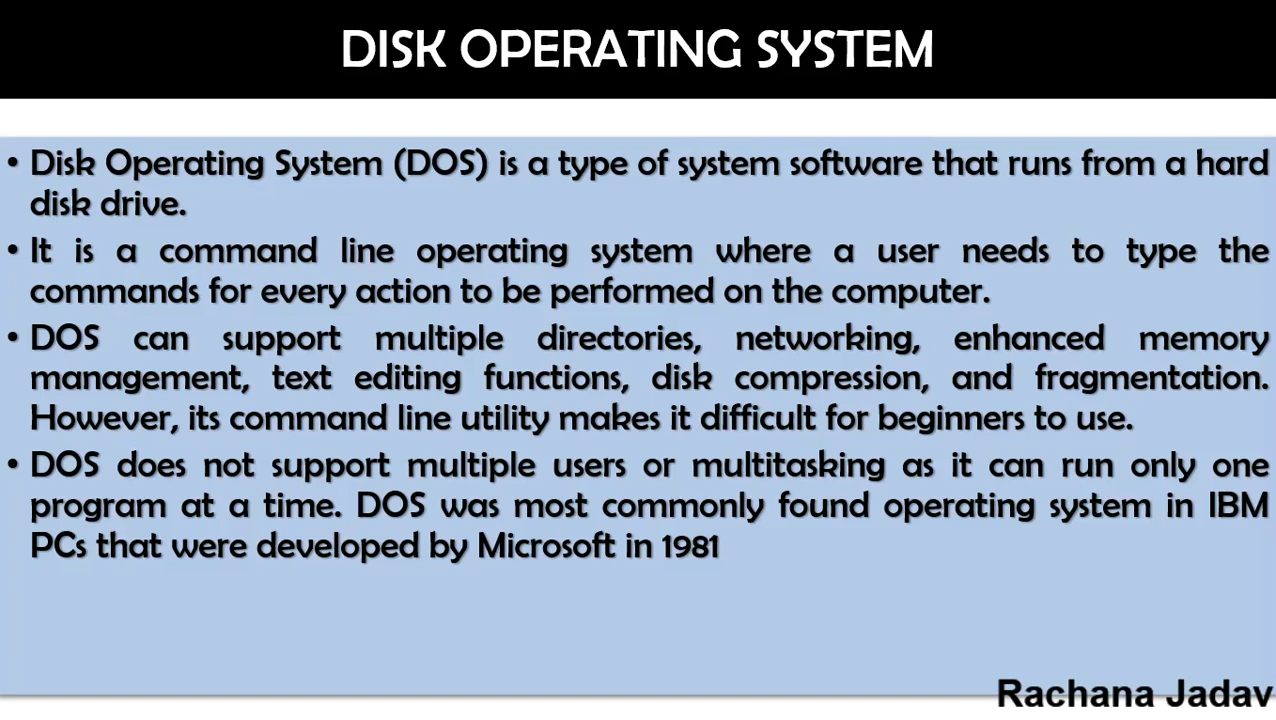 DISK OPERATING SYSTEM
• Disk Operating System (DOS) is a type of system software that runs from a hard
disk drive.
• It is a command line operating system where a user needs to type the
commands for every action to be performed on the computer.
• DOS can support multiple directories, networking, enhanced memory
management, text editing functions, disk compression, and fragmentation.
However, its command line utility makes it difficult for beginners to use.
• DOS does not support multiple users or multitasking as it can run only one
program at a time. DOS was most commonly found operating system in IBM
PCs that were developed by Microsoft in 1981
Rachana Jadav